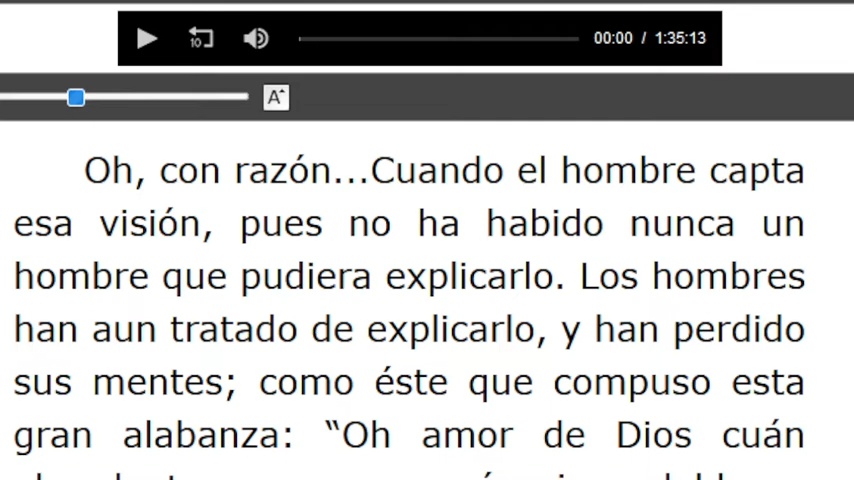 10
00:00 / 1:35:13
A
Oh, con razón...Cuando el hombre capta
esa visión, pues no ha habido nunca un
hombre que pudiera explicarlo. Los hombres
han aun tratado de explicarlo, y han perdido
sus mentes; como éste que compuso esta
gran alabanza: “Oh amor de Dios cuán